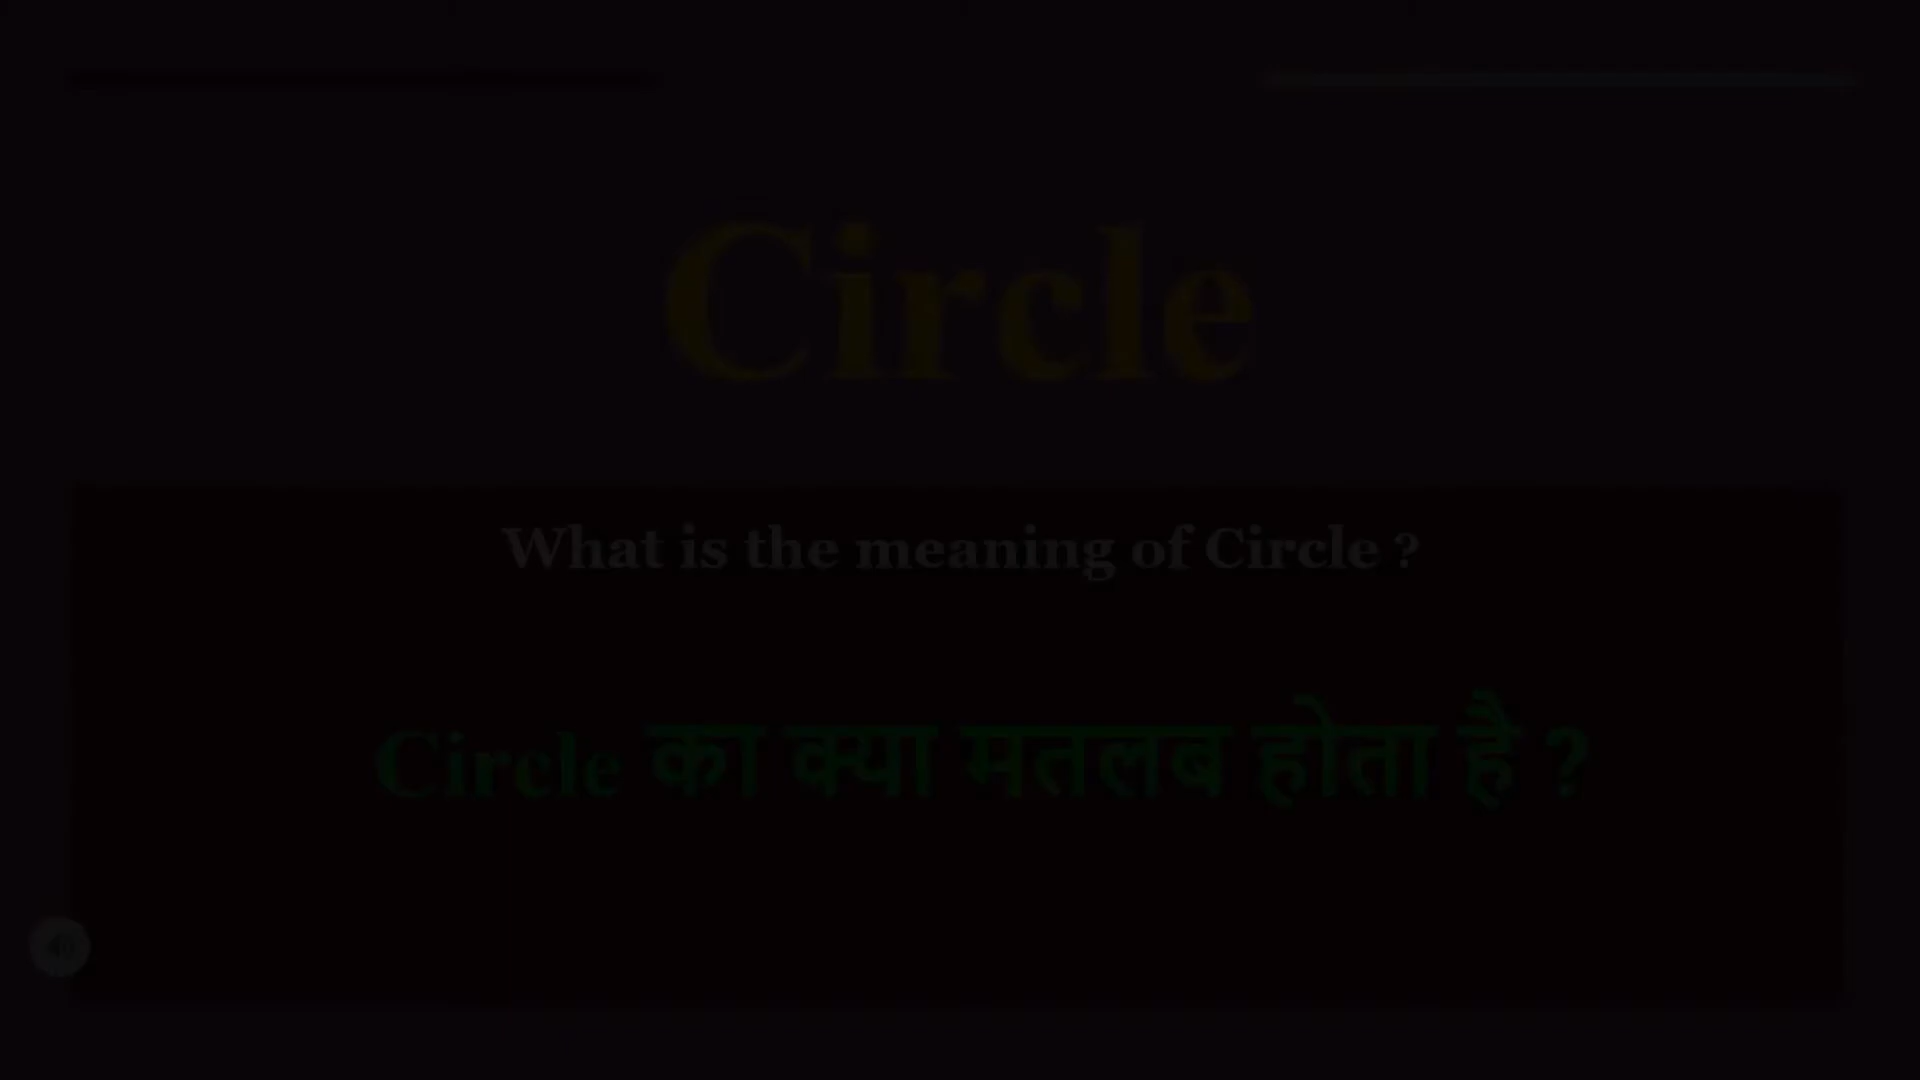 Circle
What is the meaning of Circle ?
Circle का क्या मतलब होता है ?